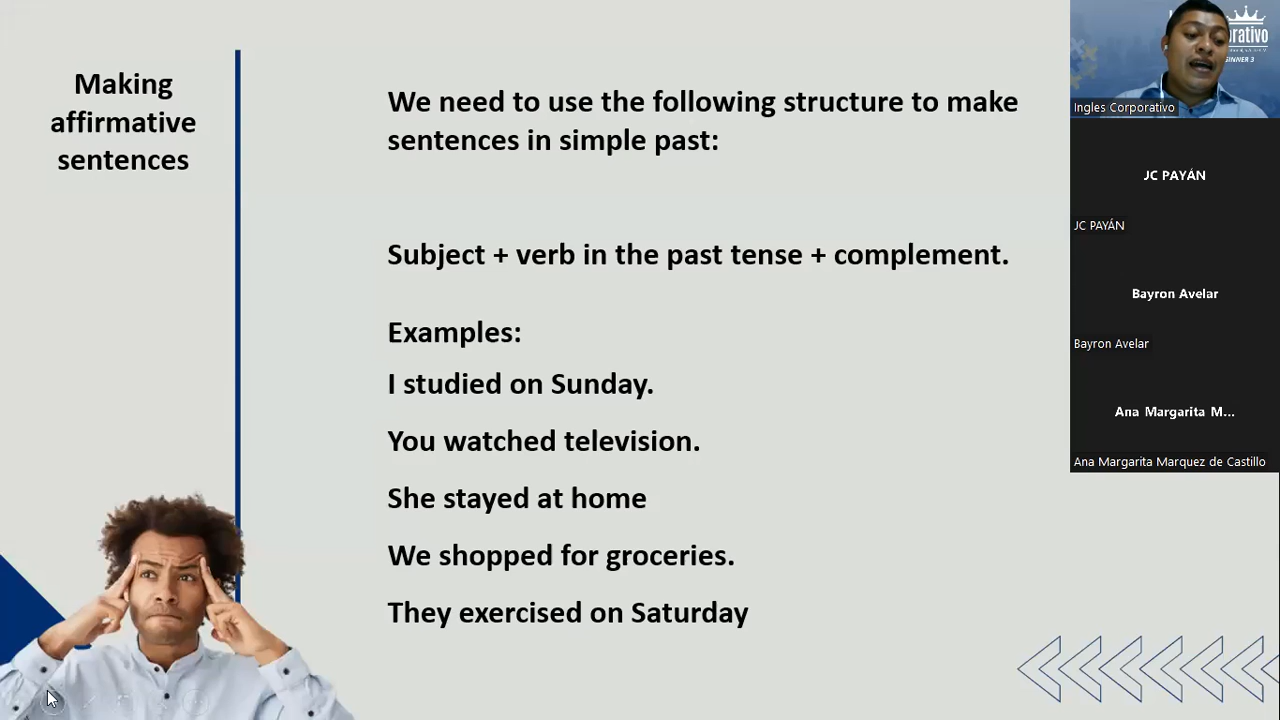 Making
affirmative
sentences
We need to use the following structure to make
sentences in simple past:
Subject + verb in the past tense + complement.
Examples:
I studied on Sunday.
You watched television.
She stayed at home
We shopped for groceries.
They exercised on Saturday
Ingles Corporativo
JC PAYÁN
JC PAYÁN
Bayron Avelar
Bayron Avelar
Ana Margarita M...
Ana Margarita Marquez de Castillo